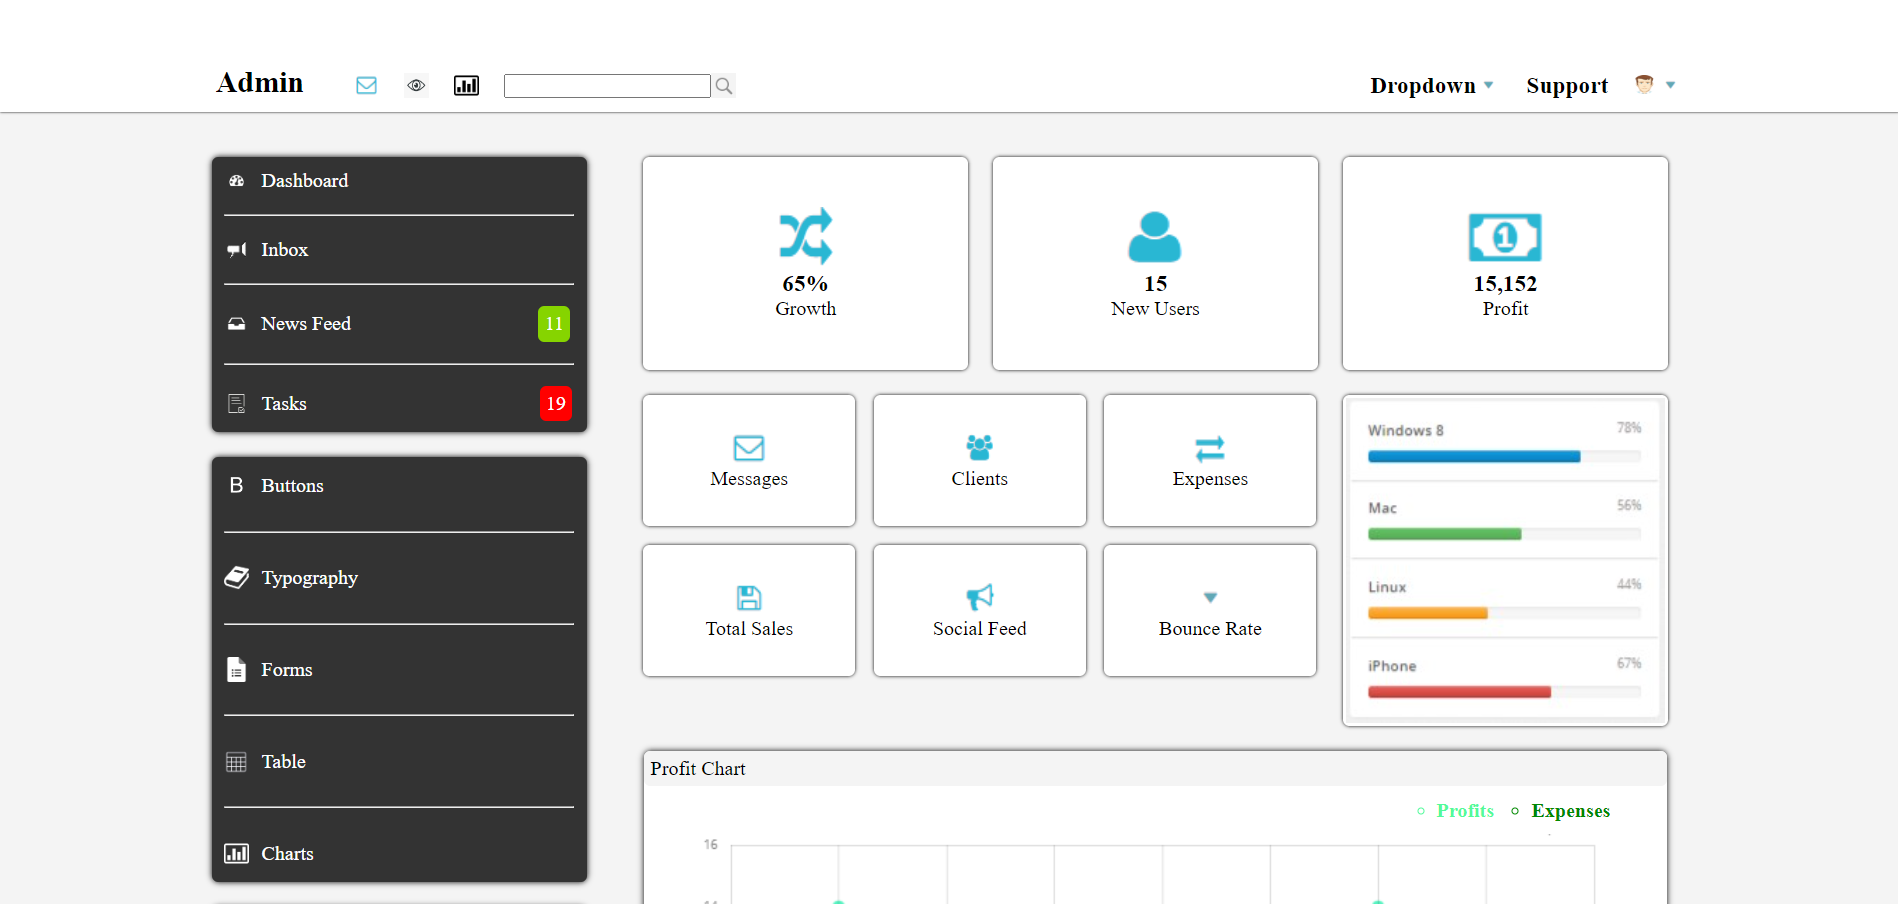 Admin
Dropdown
Support
Dashboard
Inbox
News Feed 11
Tasks 19
B Buttons
Typography
Forms
Table
Charts
65%
Growth
15
New Users
1
15,152
Profit
Messages
Clients
Expenses
Total Sales
Social Feed
Bounce Rate
Windows 8 78%
Mac 56%
Linux 44%
iPhone 67%
Profit Chart
Profits
Expenses
16